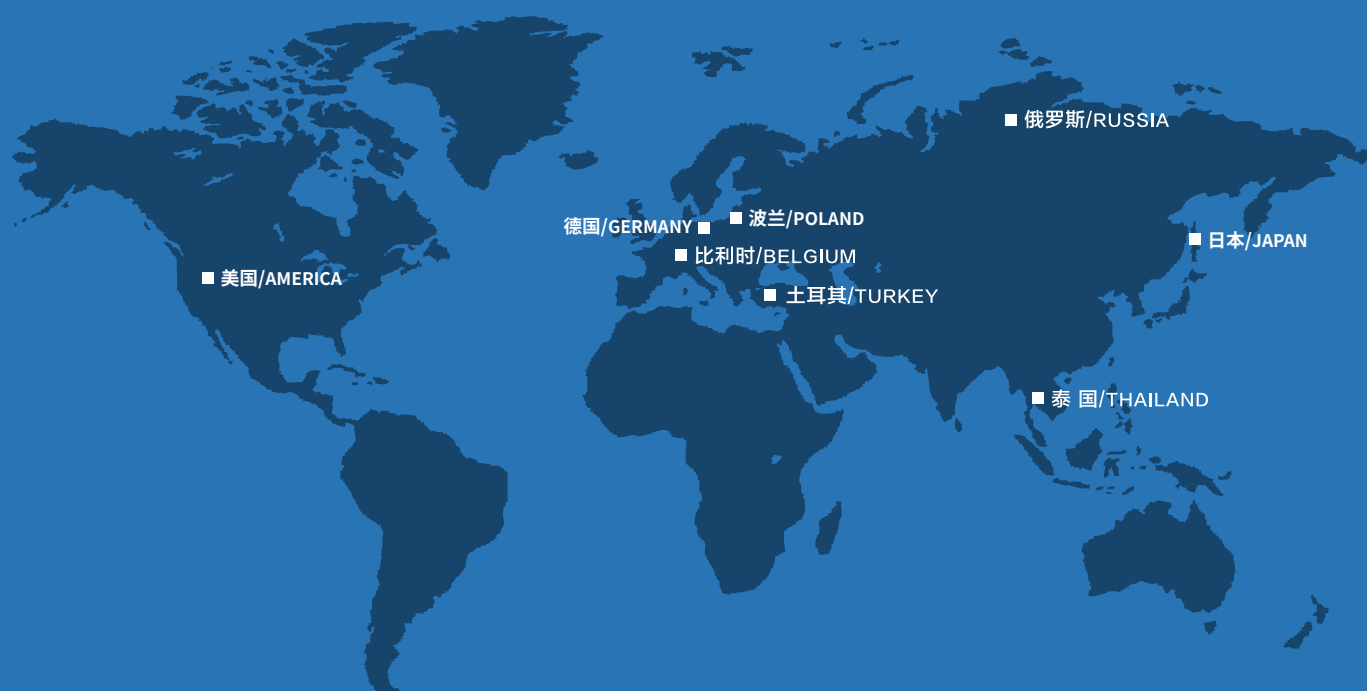 俄罗斯/RUSSIA
波兰/POLAND
德国/GERMANY
日本/JAPAN
比利时/BELGIUM
美国/AMERICA
土耳其/TURKEY
泰 国/THAILAND